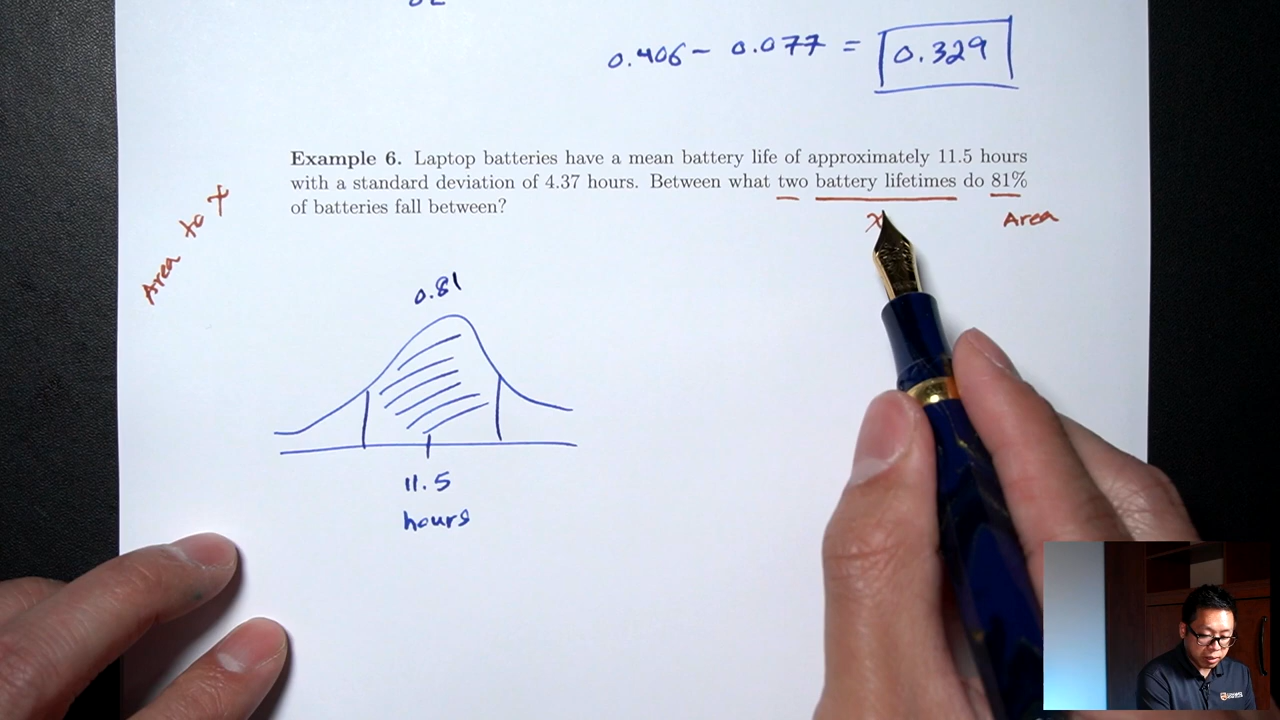 0.406 - 0.077 = 0.329
Example 6. Laptop batteries have a mean battery life of approximately 11.5 hours
with a standard deviation of 4.37 hours. Between what two battery lifetimes do 81%
of batteries fall between?
x
Area
Area to x
0.81
11.5
hours